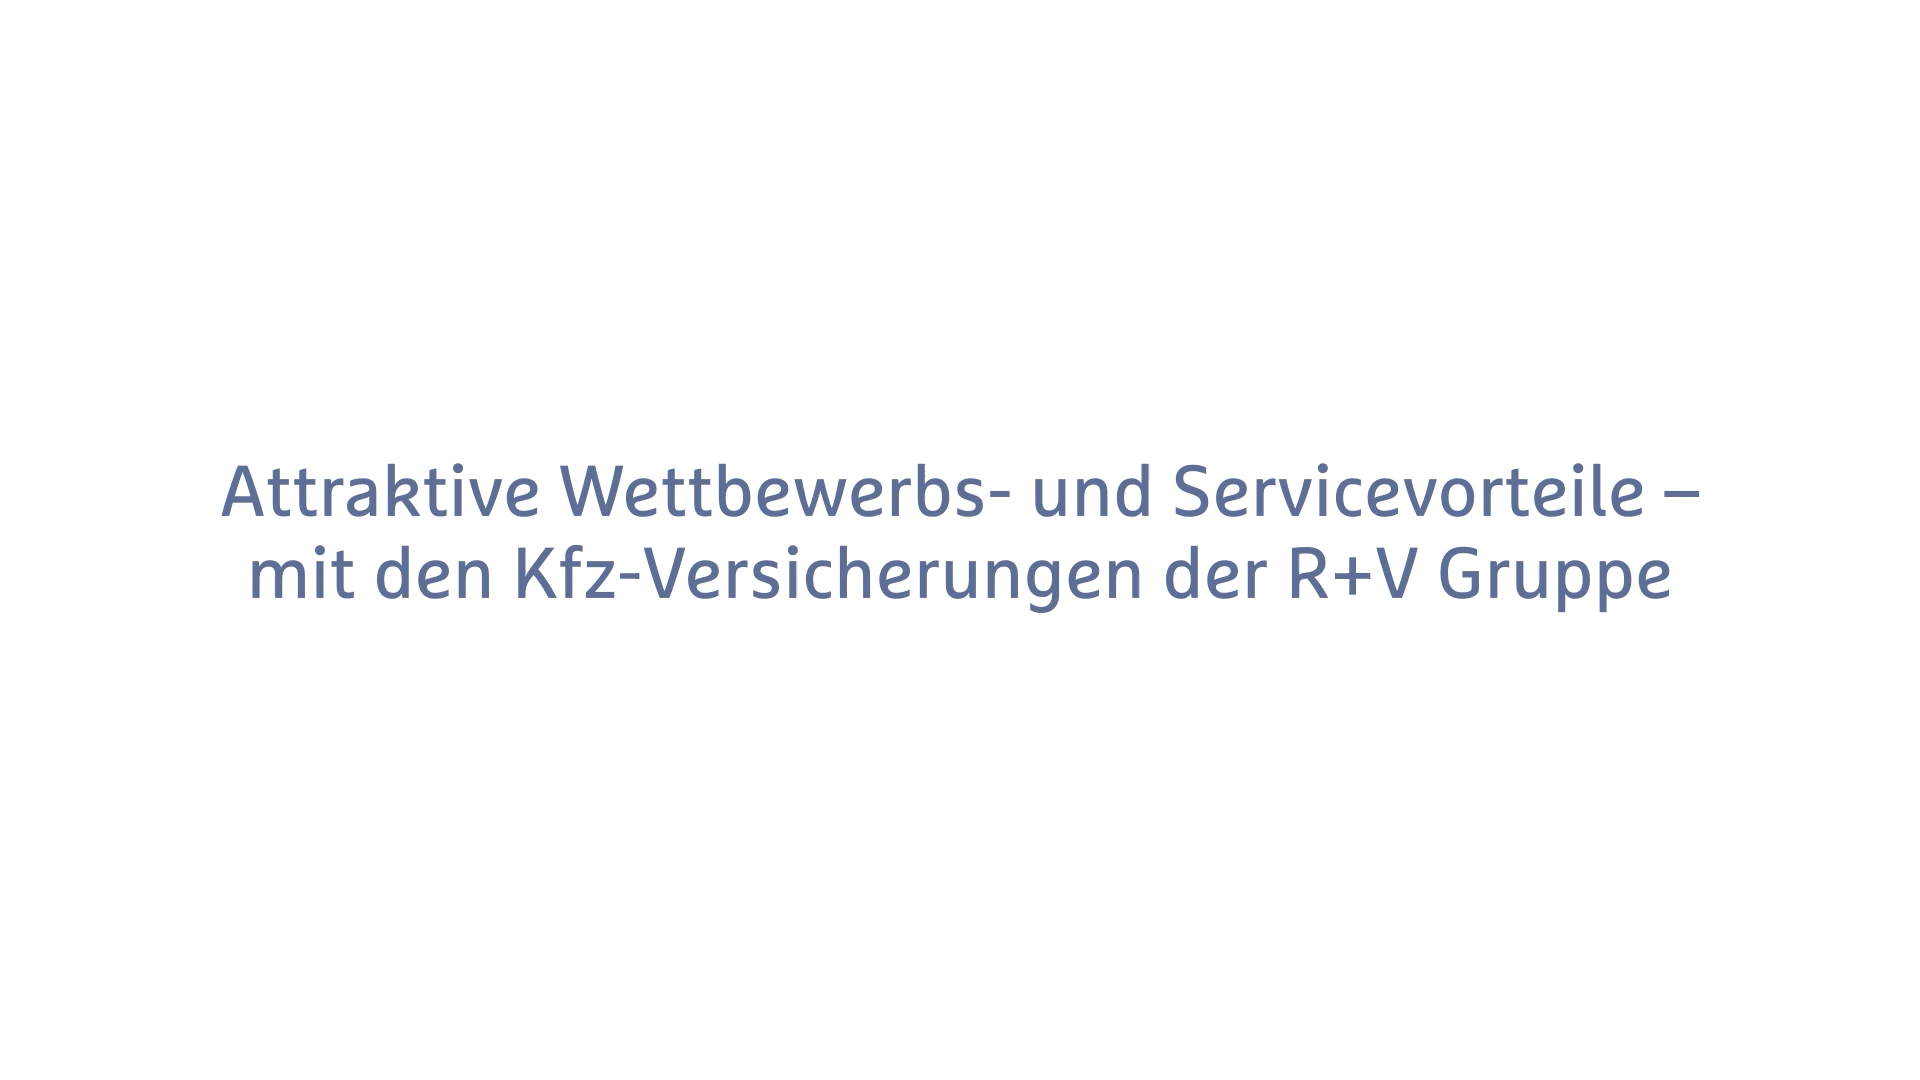 Attraktive Wettbewerbs- und Servicevorteile –
mit den Kfz-Versicherungen der R+V Gruppe